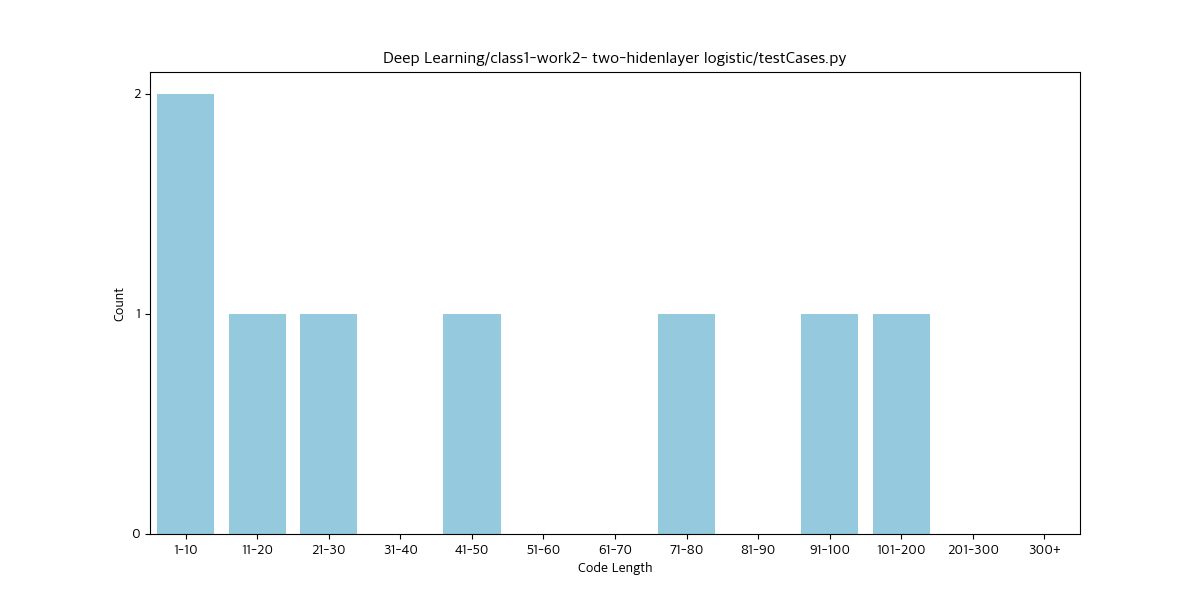 Deep Learning/class1-work2- two-hidenlayer logistic/testCases.py
2
1
0
Count
1-10 11-20 21-30 31-40 41-50 51-60 61-70 71-80 81-90 91-100 101-200 201-300 300+
Code Length